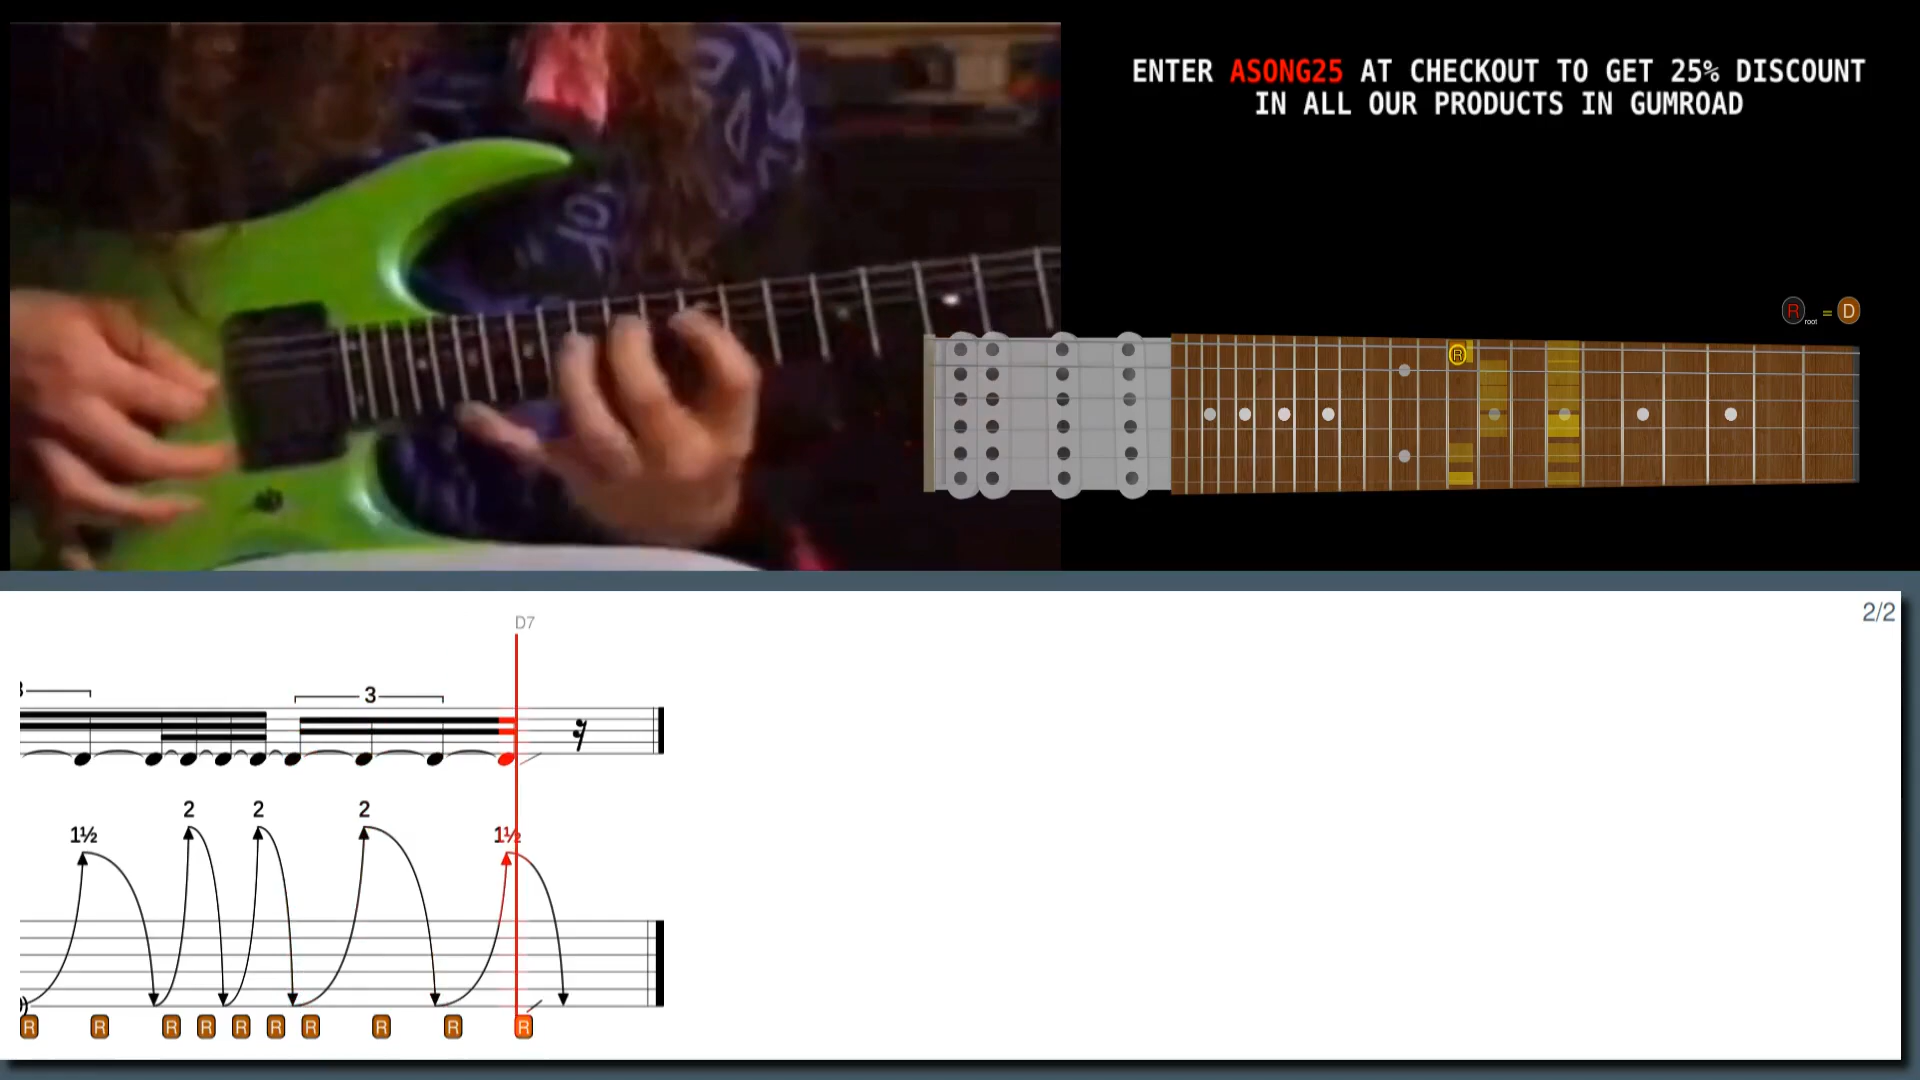 ENTER ASONG25 AT CHECKOUT TO GET 25% DISCOUNT
IN ALL OUR PRODUCTS IN GUMROAD
R root = D
R
2/2
D7
3
2 2 2
1½ 1½
R R R R R R R R R R